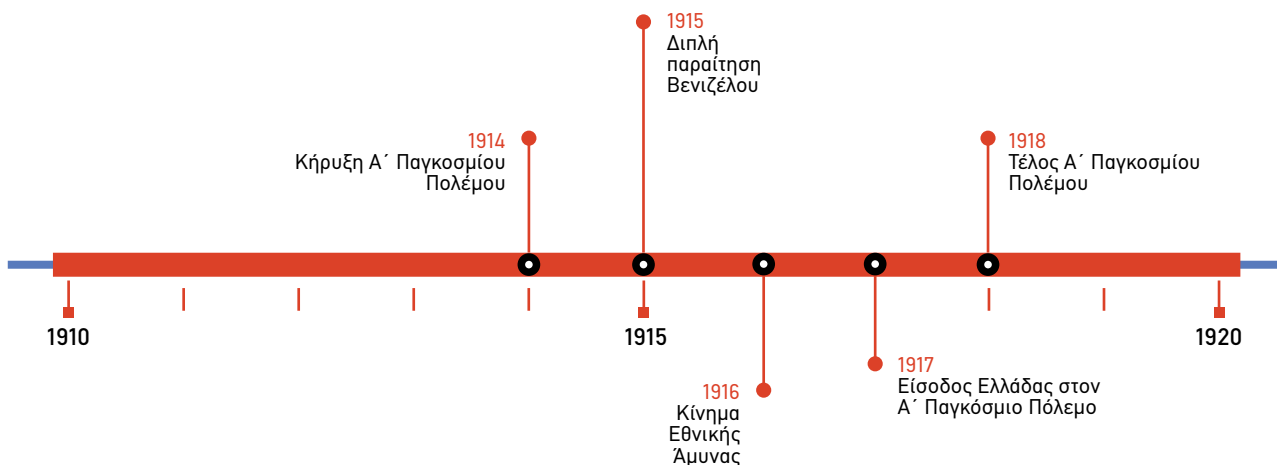 1915
Διπλή
παραίτηση
Βενιζέλου
1914
Κήρυξη Α΄ Παγκοσμίου
Πολέμου
1918
Τέλος Α΄ Παγκοσμίου
Πολέμου
1910
1915
1920
1916
Κίνημα
Εθνικής
Άμυνας
1917
Είσοδος Ελλάδας στον
Α΄ Παγκόσμιο Πόλεμο